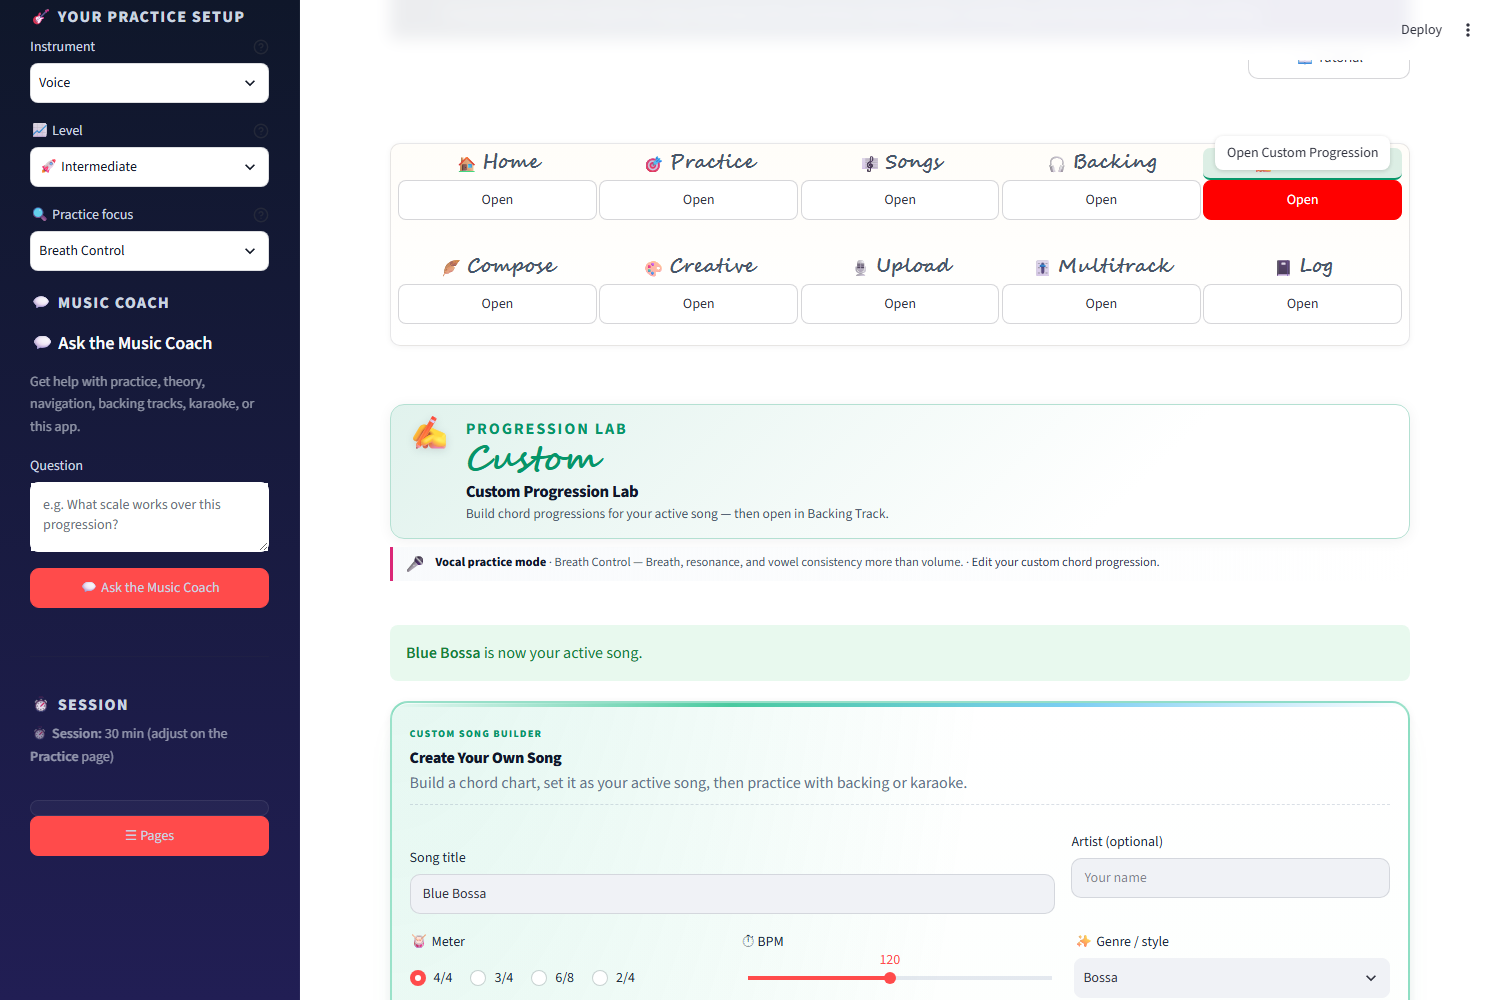 YOUR PRACTICE SETUP
Instrument
Voice
Level
Intermediate
Practice focus
Breath Control
MUSIC COACH
Ask the Music Coach
Get help with practice, theory,
navigation, backing tracks, karaoke, or
this app.
Question
e.g. What scale works over this
progression?
Ask the Music Coach
SESSION
Session: 30 min (adjust on the
Practice page)
☰ Pages
Deploy
Tutorial
Home
Practice
Songs
Backing
Open Custom Progression
Open
Open
Open
Open
Open
Compose
Creative
Upload
Multitrack
Log
Open
Open
Open
Open
Open
PROGRESSION LAB
Custom
Custom Progression Lab
Build chord progressions for your active song — then open in Backing Track.
Vocal practice mode · Breath Control — Breath, resonance, and vowel consistency more than volume. · Edit your custom chord progression.
Blue Bossa is now your active song.
CUSTOM SONG BUILDER
Create Your Own Song
Build a chord chart, set it as your active song, then practice with backing or karaoke.
Song title
Blue Bossa
Artist (optional)
Your name
Meter
4/4 3/4 6/8 2/4
BPM
120
Genre / style
Bossa